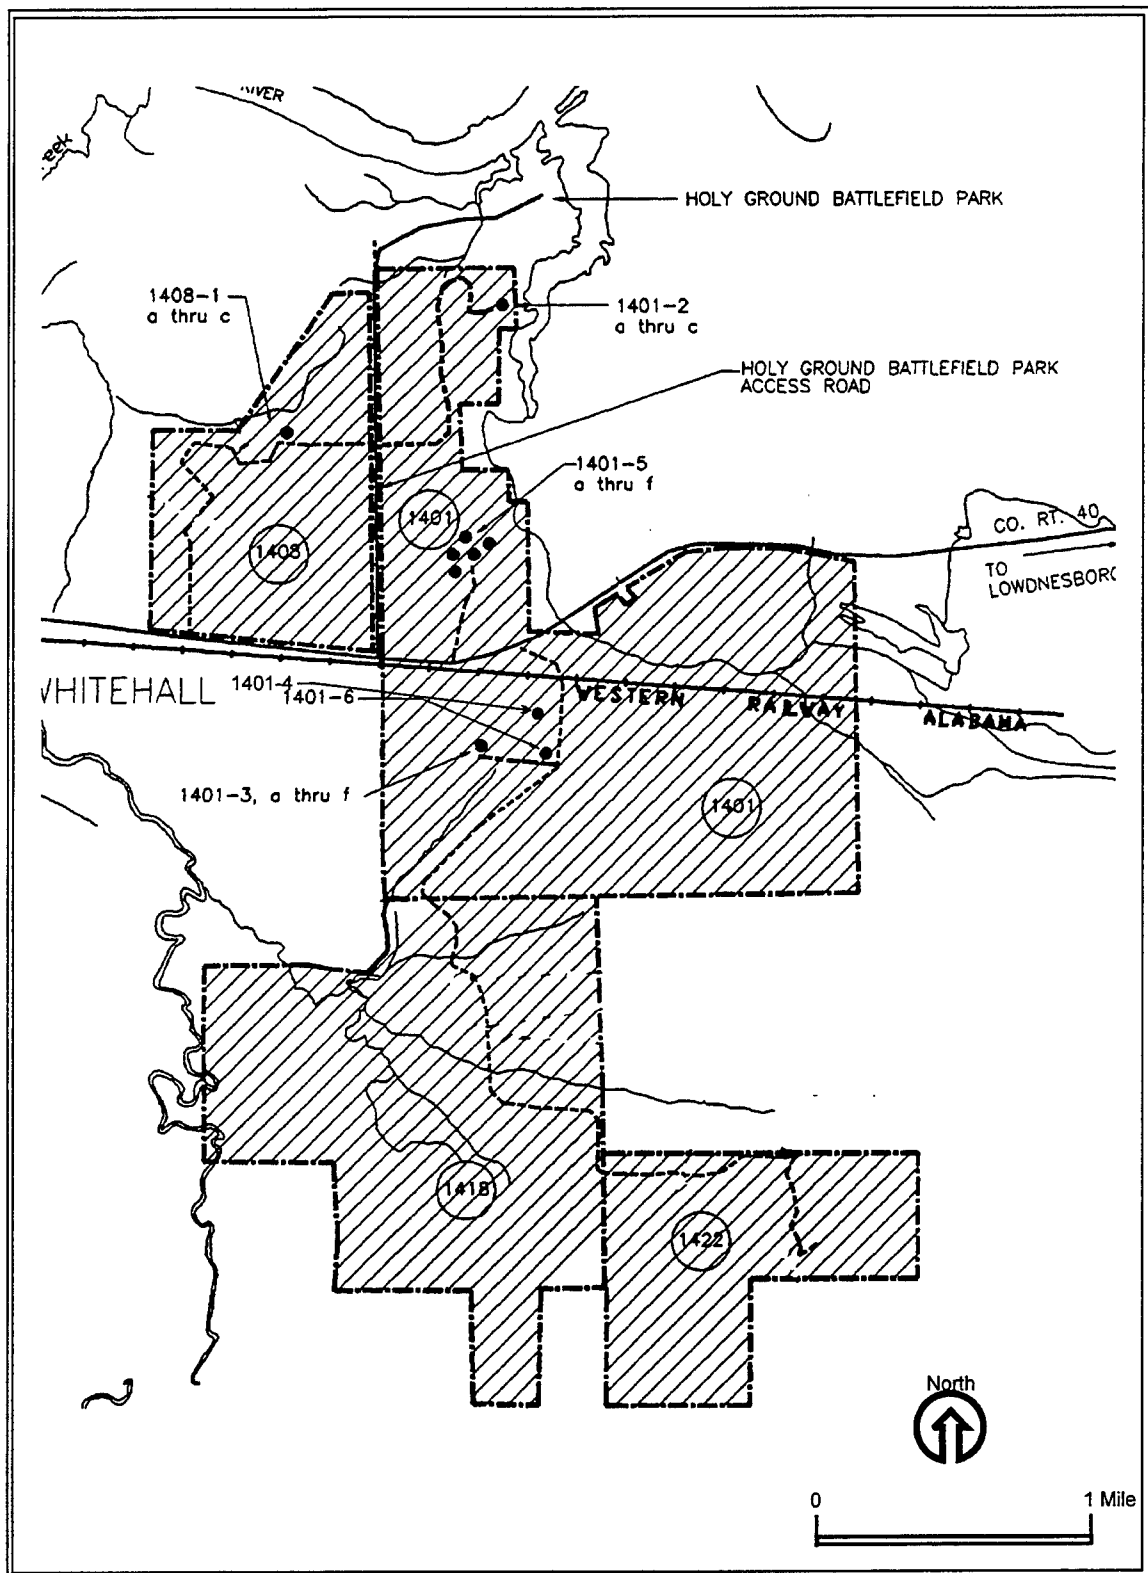 RIVER
eek
HOLY GROUND BATTLEFIELD PARK
1408-1
a thru c
1401-2
a thru c
HOLY GROUND BATTLEFIELD PARK
ACCESS ROAD
1401-5
a thru f
1401
1408
CO. RT. 40
TO
LOWDNESBORO
WHITEHALL
1401-4
1401-6
WESTERN RAILWAY ALABAMA
1401-3, a thru f
1401
1418
1422
North
0 1 Mile